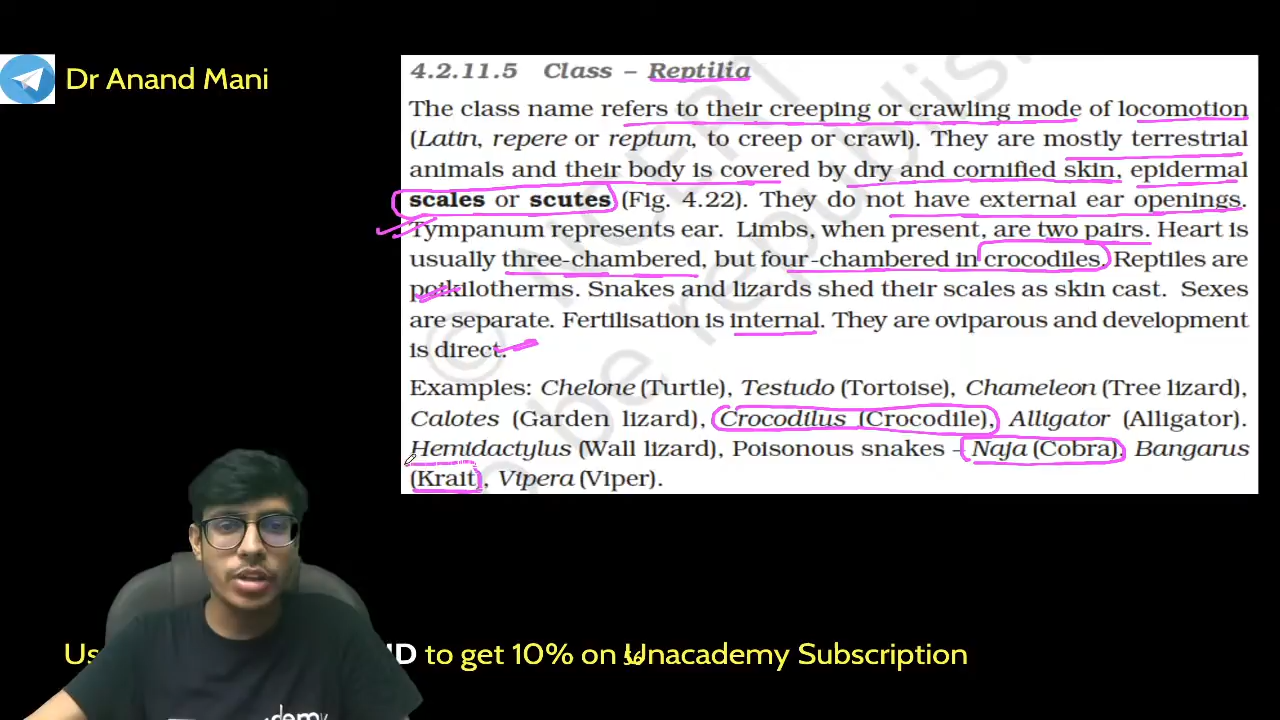 Dr Anand Mani
4.2.11.5 Class – Reptilia
The class name refers to their creeping or crawling mode of locomotion
(Latin, repere or reptum, to creep or crawl). They are mostly terrestrial
animals and their body is covered by dry and cornified skin, epidermal
scales or scutes (Fig. 4.22). They do not have external ear openings.
Tympanum represents ear. Limbs, when present, are two pairs. Heart is
usually three-chambered, but four-chambered in crocodiles. Reptiles are
poikilotherms. Snakes and lizards shed their scales as skin cast. Sexes
are separate. Fertilisation is internal. They are oviparous and development
is direct.
Examples: Chelone (Turtle), Testudo (Tortoise), Chameleon (Tree lizard),
Calotes (Garden lizard), Crocodilus (Crocodile), Alligator (Alligator).
Hemidactylus (Wall lizard), Poisonous snakes – Naja (Cobra), Bangarus
(Krait), Vipera (Viper).
© NCERT
be republish
to get 10% on Unacademy Subscription
56